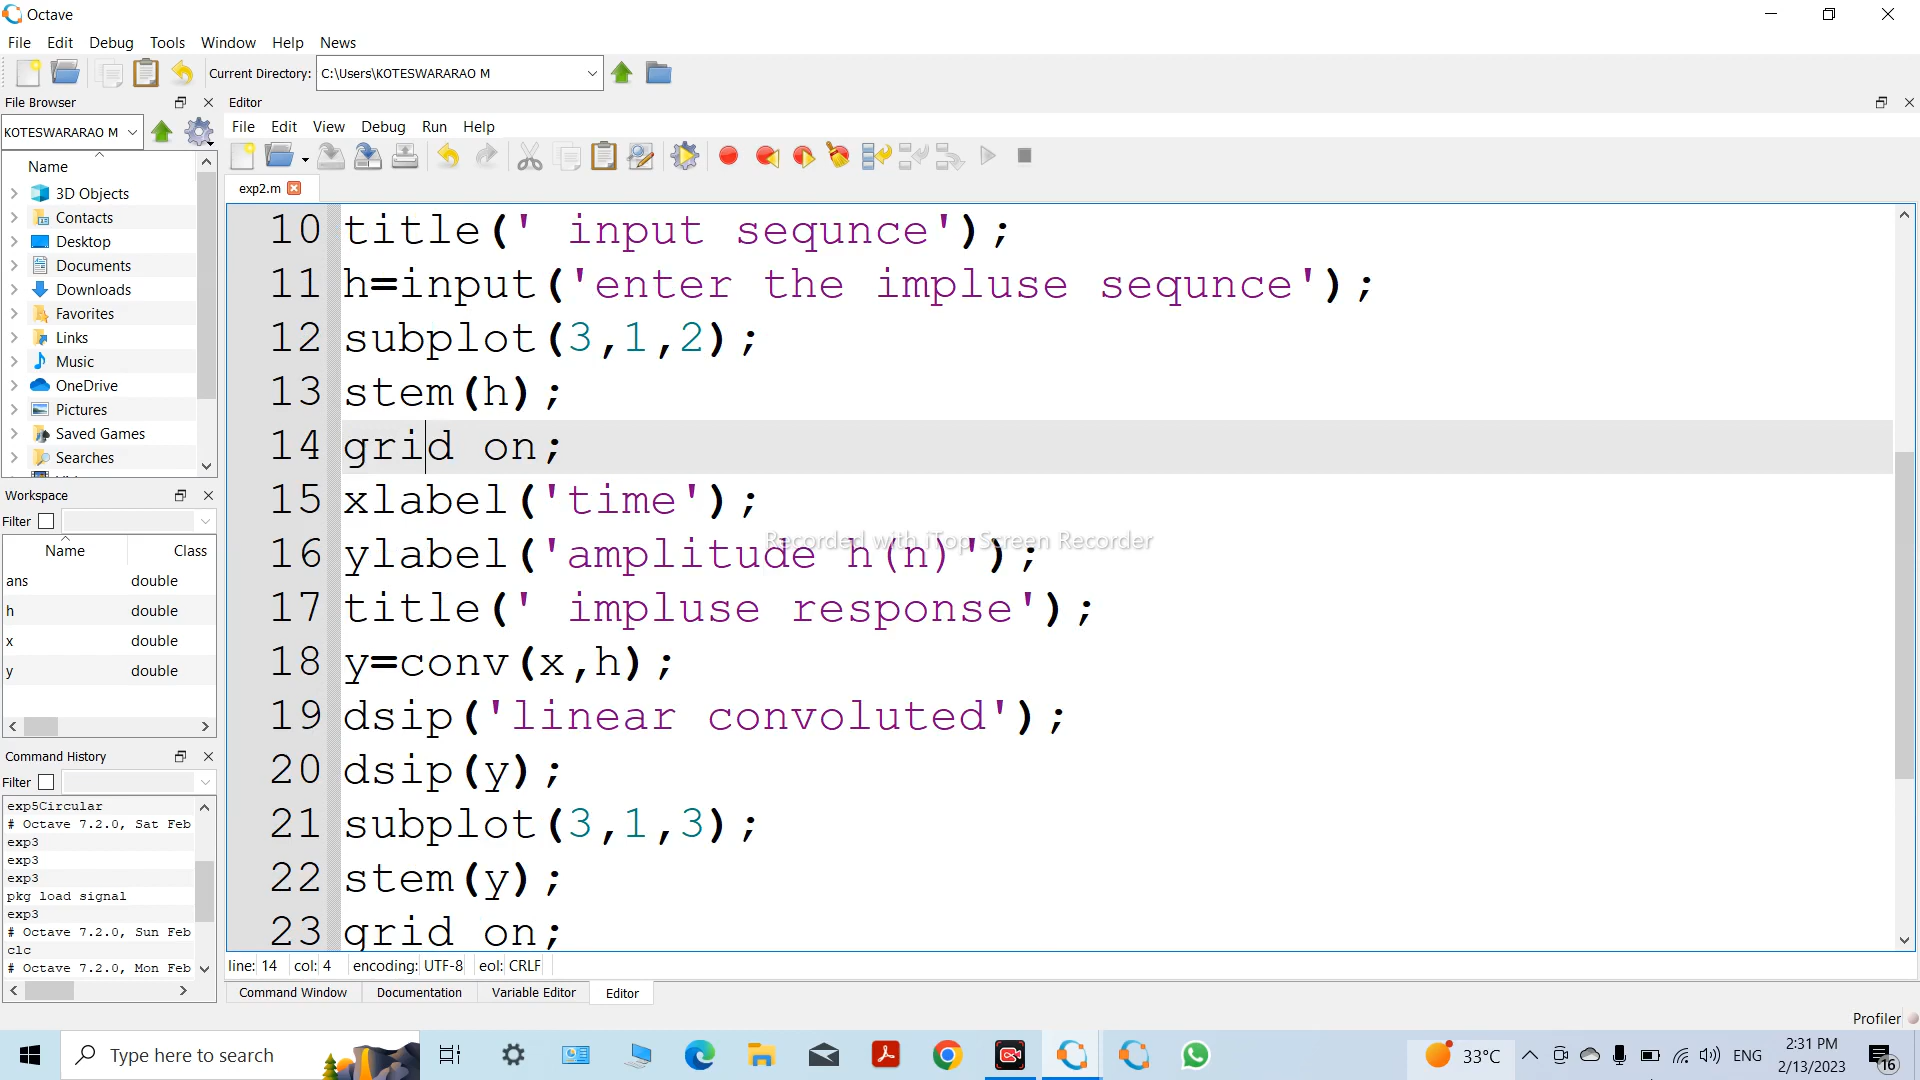 Octave
File Edit Debug Tools Window Help News
Current Directory: C:\Users\KOTESWARARAO M
File Browser
Editor
KOTESWARARAO M
File Edit View Debug Run Help
Name
exp2.m
3D Objects
Contacts
Desktop
Documents
Downloads
Favorites
Links
Music
OneDrive
Pictures
Saved Games
Searches
10 title(' input sequnce');
11 h=input('enter the impluse sequnce');
12 subplot(3,1,2);
13 stem(h);
14 grid on;
15 xlabel('time');
16 ylabel('amplitude h(n)');
17 title(' impluse response');
18 y=conv(x,h);
19 dsip('linear convoluted');
20 dsip(y);
21 subplot(3,1,3);
22 stem(y);
23 grid on;
Recorded with iTop Screen Recorder
Workspace
Filter
Name Class
ans double
h double
x double
y double
Command History
Filter
exp5Circular
# Octave 7.2.0, Sat Feb
exp3
exp3
exp3
pkg load signal
exp3
# Octave 7.2.0, Sun Feb
clc
# Octave 7.2.0, Mon Feb
line: 14 col: 4 encoding: UTF-8 eol: CRLF
Command Window Documentation Variable Editor Editor
Profiler
Type here to search
33°C
ENG
2:31 PM
2/13/2023
16